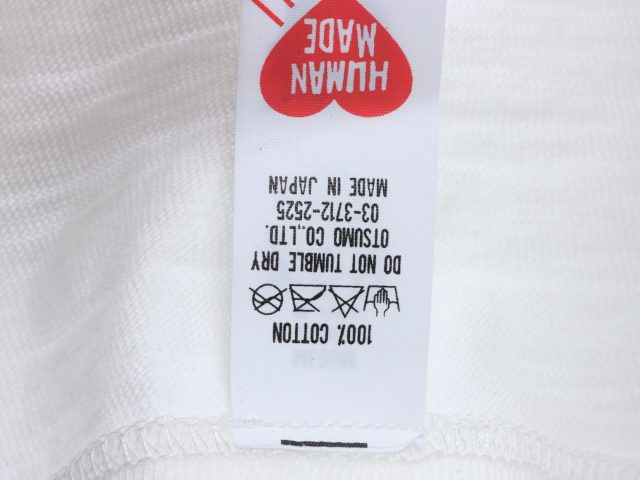 100% COTTON
DO NOT TUMBLE DRY
OTSUMO CO.,LTD.
03-3712-2525
MADE IN JAPAN
HUMAN
MADE